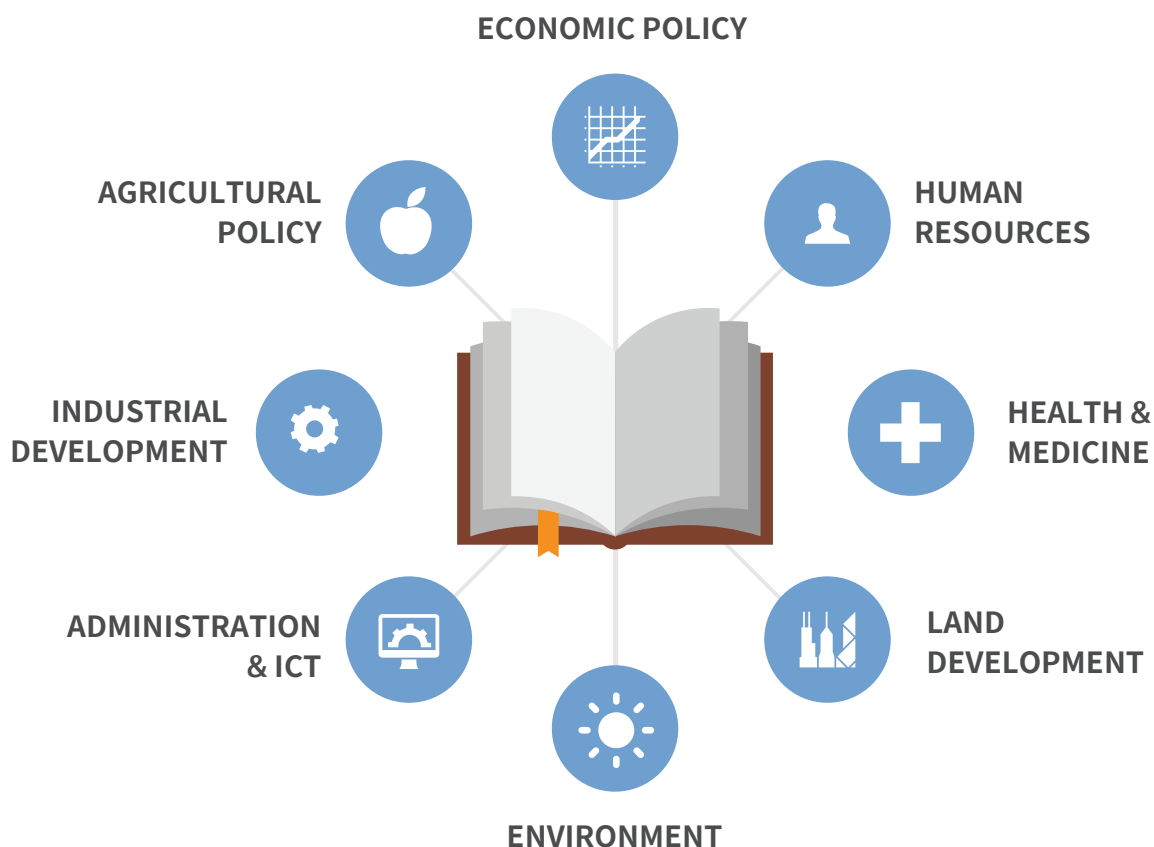 ECONOMIC POLICY
AGRICULTURAL
POLICY
HUMAN
RESOURCES
INDUSTRIAL
DEVELOPMENT
HEALTH &
MEDICINE
ADMINISTRATION
& ICT
LAND
DEVELOPMENT
ENVIRONMENT